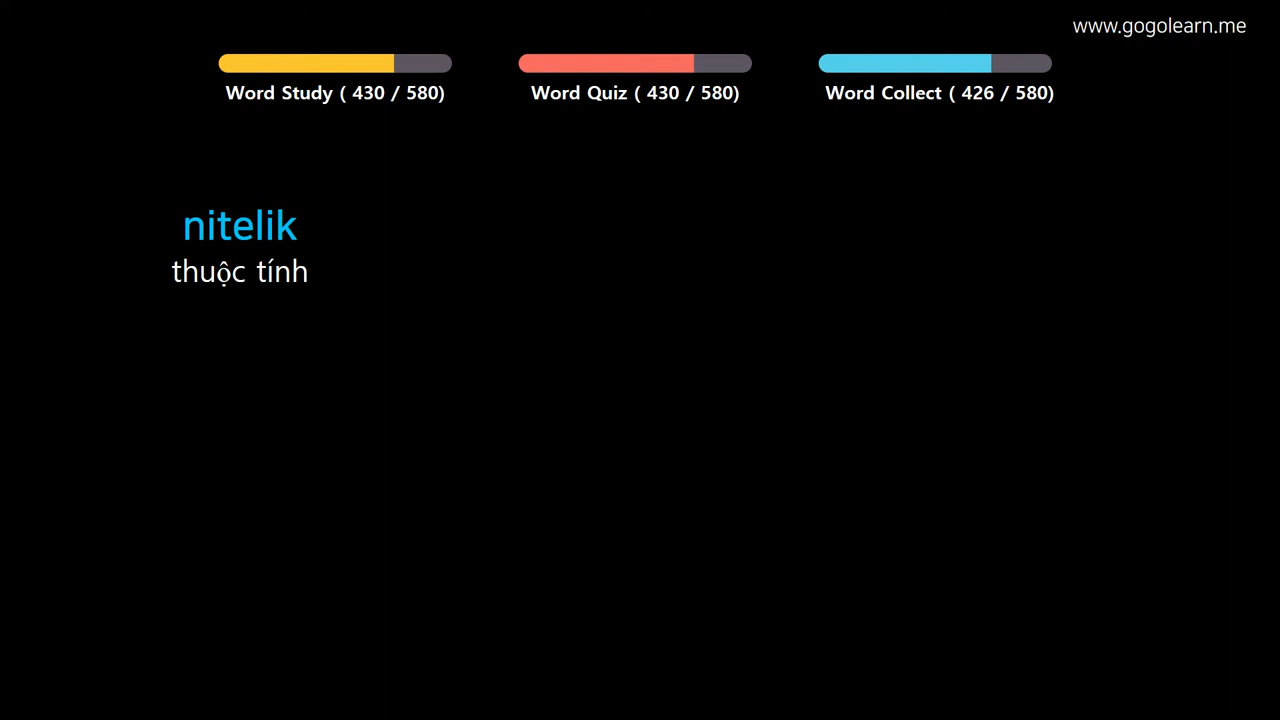 www.gogolearn.me
Word Study ( 430 / 580)
Word Quiz ( 430 / 580)
Word Collect ( 426 / 580)
nitelik
thuộc tính